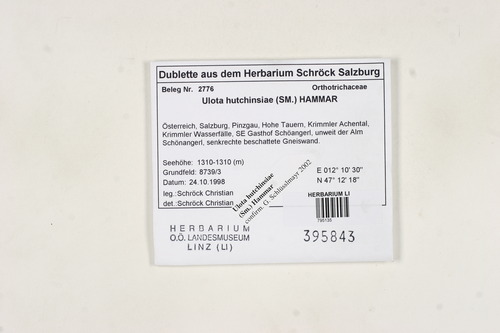 Dublette aus dem Herbarium Schröck Salzburg
Beleg Nr. 2776
Orthotrichaceae
Ulota hutchinsiae (SM.) HAMMAR
Österreich, Salzburg, Pinzgau, Hohe Tauern, Krimmler Achental,
Krimmler Wasserfälle, SE Gasthof Schöangerl, unweit der Alm
Schönangerl, senkrechte beschattete Gneiswand.
Seehöhe: 1310-1310 (m)
Grundfeld: 8739/3
Datum: 24.10.1998
leg.:Schröck Christian
det.:Schröck Christian
E 012° 10' 30"
N 47° 12' 18"
Ulota hutchinsiae
(Sm.) Hammar
confirm. G. Schlüsslmayr 2002
HERBARIUM LI
395843
HERBARIUM
O.Ö. LANDESMUSEUM
LINZ (LI)